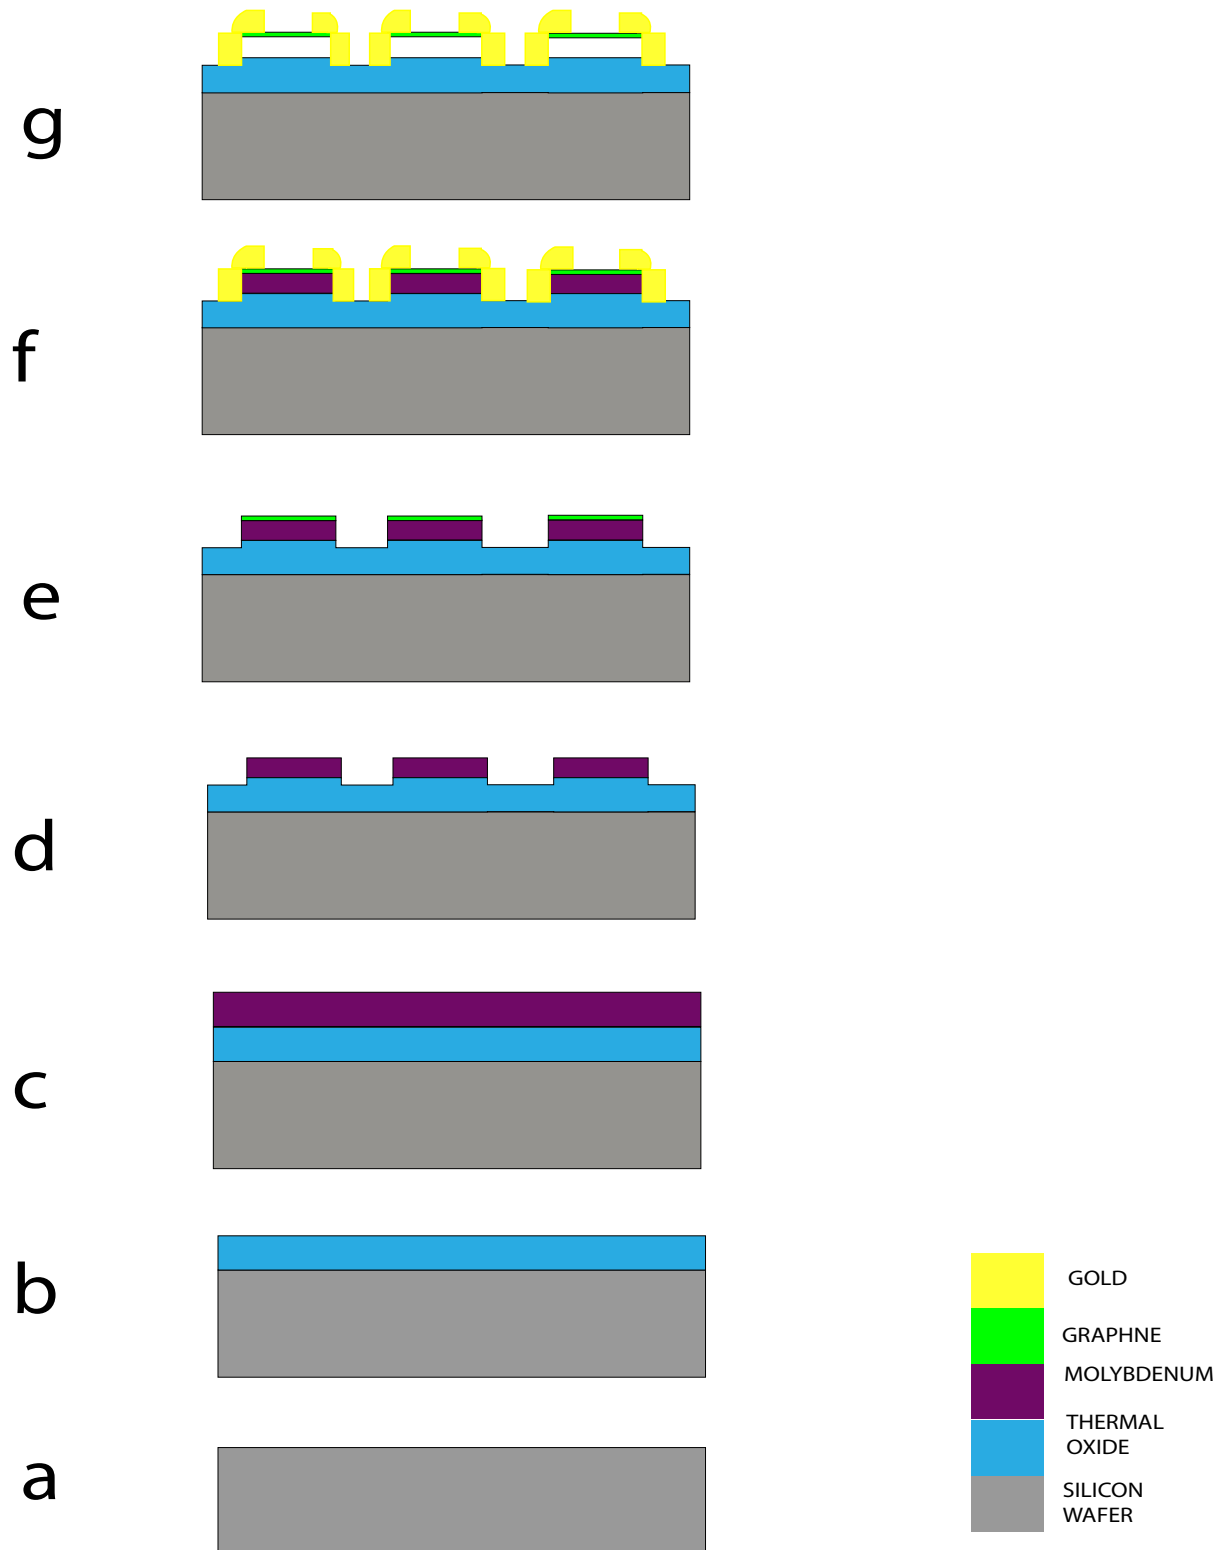 g
f
e
d
c
b
a
GOLD
GRAPHNE
MOLYBDENUM
THERMAL
OXIDE
SILICON
WAFER